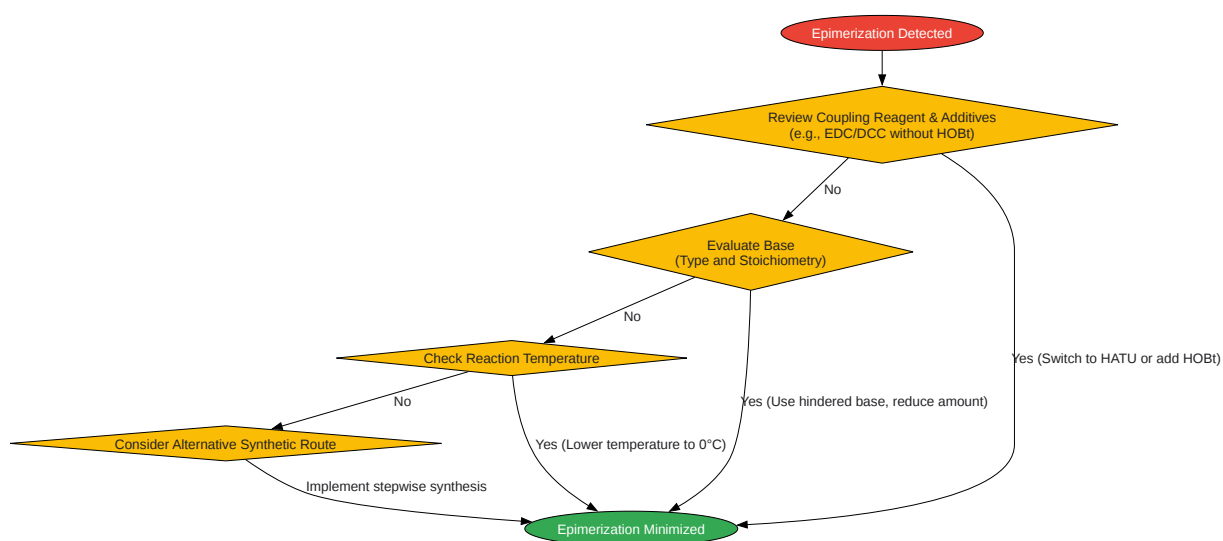 Epimerization Detected
Review Coupling Reagent & Additives
(e.g., EDC/DCC without HOBt)
No
Evaluate Base
(Type and Stoichiometry)
No
Check Reaction Temperature
Yes (Switch to HATU or add HOBt)
No
Yes (Use hindered base, reduce amount)
Consider Alternative Synthetic Route
Yes (Lower temperature to 0°C)
Implement stepwise synthesis
Epimerization Minimized